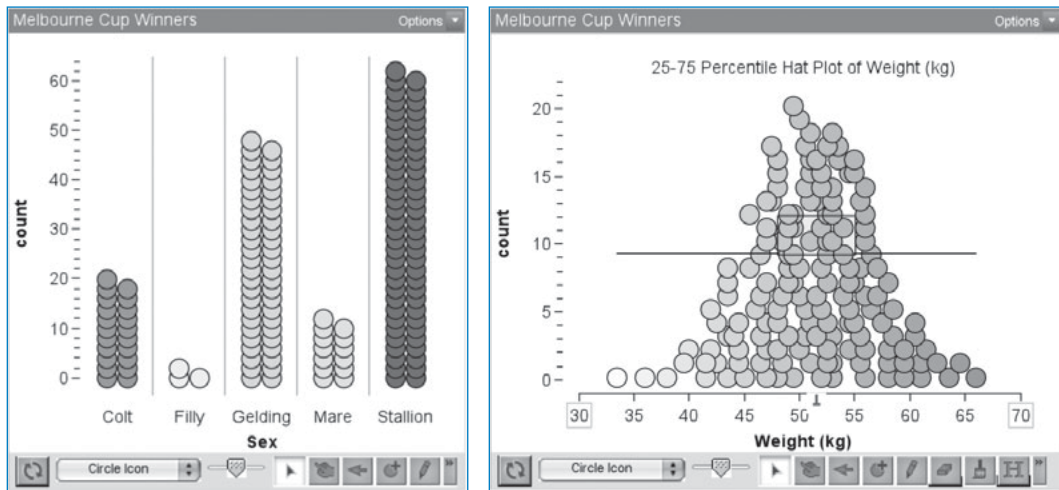 Melbourne Cup Winners Options
60
50
40
30
20
10
0
count
Colt Filly Gelding Mare Stallion
Sex
Circle Icon
Melbourne Cup Winners Options
25-75 Percentile Hat Plot of Weight (kg)
20
15
10
5
0
count
30 35 40 45 50 55 60 65 70
Weight (kg)
Circle Icon